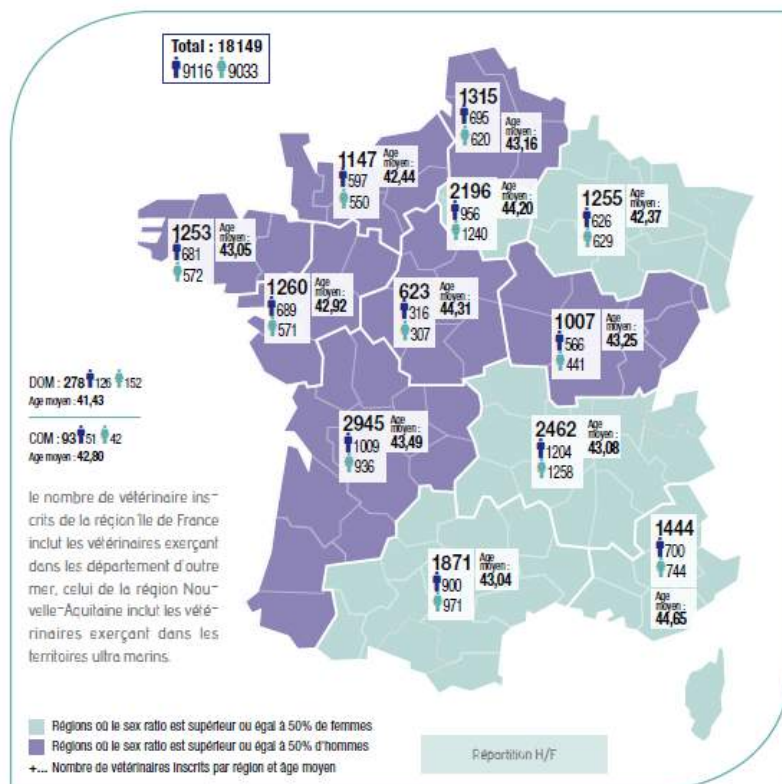 Total : 18149
9116 9033
1315
695
620
Age moyen :
43,16
1147
597
550
Age moyen :
42,44
2196
956
1240
Age moyen :
44,20
1255
626
629
Age moyen :
42,37
1253
681
572
Age moyen :
43,05
1260
689
571
Age moyen :
42,92
623
316
307
Age moyen :
44,31
1007
566
441
Age moyen :
43,25
DOM : 278 126 152
Age moyen : 41,43
COM : 93 51 42
Age moyen : 42,80
2945
1009
936
Age moyen :
43,49
2462
1204
1258
Age moyen :
43,08
1871
900
971
Age moyen :
43,04
1444
700
744
Age moyen :
44,65
le nombre de vétérinaire ins-
crits de la région île de France
inclut les vétérinaires exerçant
dans les département d'outre
mer, celui de la région Nou-
velle-Aquitaine inclut les vété-
rinaires exerçant dans les
territoires ultra marins.
Régions où le sex ratio est supérieur ou égal à 50% de femmes
Régions où le sex ratio est supérieur ou égal à 50% d'hommes
+... Nombre de vétérinaires inscrits par région et âge moyen
Répartition H/F